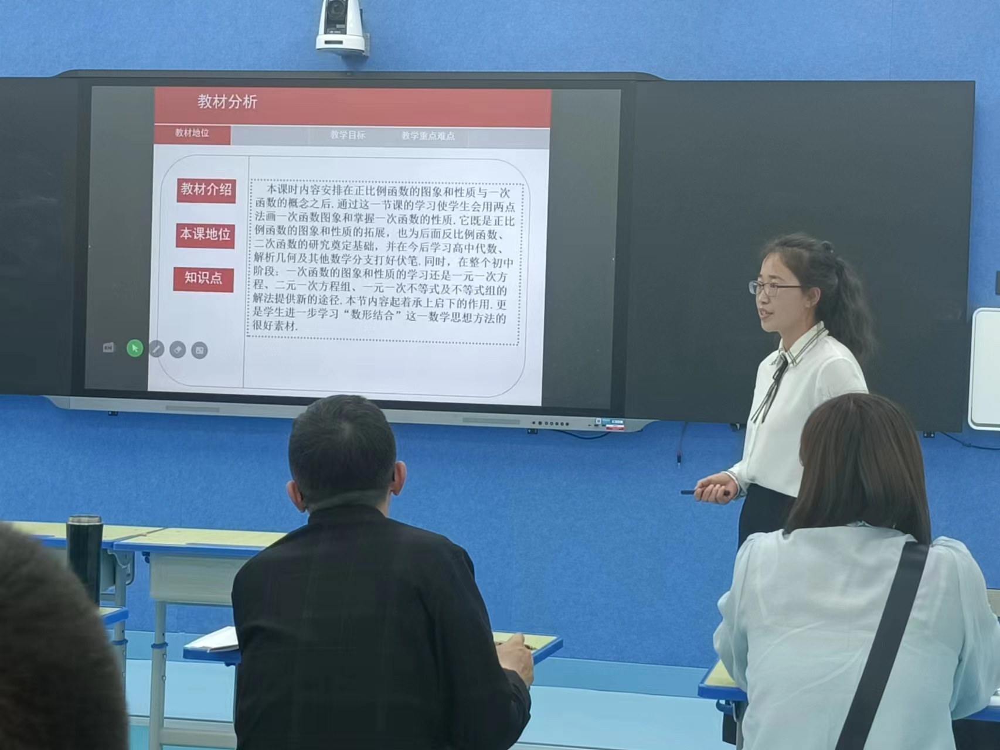 教材分析
教材地位
教学目标
教学重点难点
教材介绍
本课地位
知识点
本课时内容安排在正比例函数的图象和性质与一次
函数的概念之后.通过这一节课的学习使学生会用两点
法画一次函数图象和掌握一次函数的性质.它既是正比
例函数的图象和性质的拓展，也为后面反比例函数、
二次函数的研究奠定基础，并在今后学习高中代数、
解析几何及其他数学分支打好伏笔.同时，在整个初中
阶段：一次函数的图象和性质的学习还是一元一次方
程、二元一次方程组、一元一次不等式及不等式组的
解法提供新的途径.本节内容起着承上启下的作用.更
是学生进一步学习“数形结合”这一数学思想方法的
很好素材.